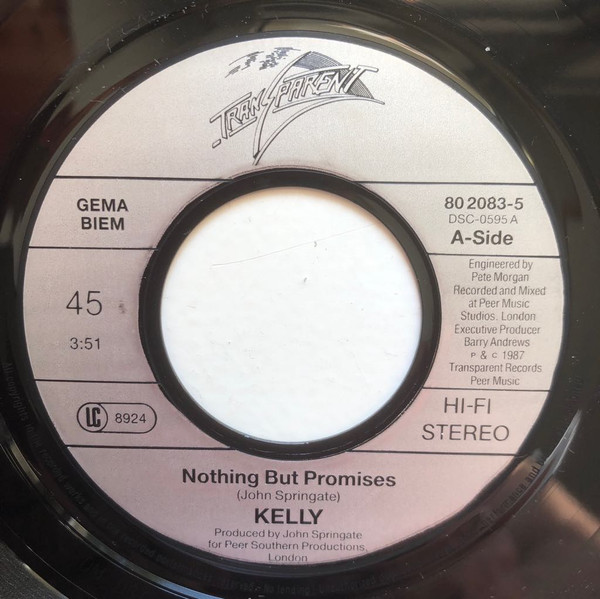 TRANSPARENT
GEMA
BIEM
45
3:51
LC 8924
80 2083-5
DSC-0595 A
A-Side
Engineered by
Pete Morgan
Recorded and Mixed
at Peer Music
Studios, London
Executive Producer
Barry Andrews
P & C 1987
Transparent Records
Peer Music
HI-FI
STEREO
Nothing But Promises
(John Springate)
KELLY
Produced by John Springate
for Peer Southern Productions,
London